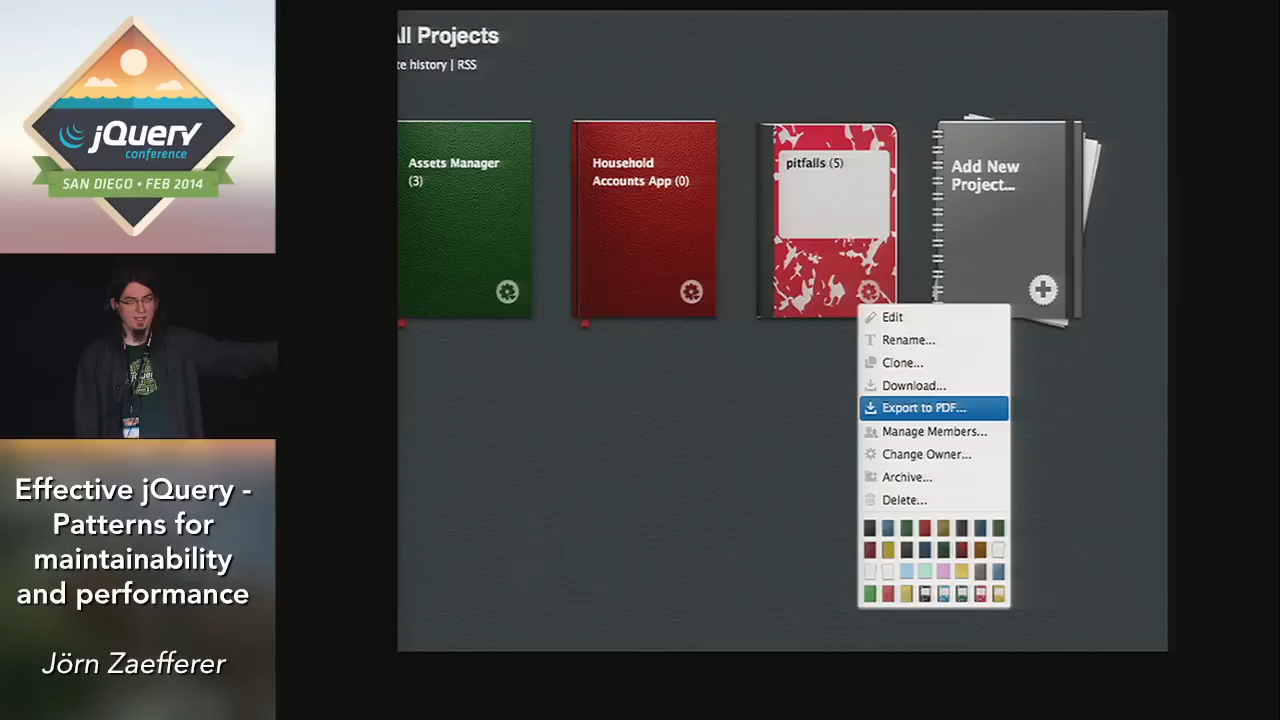 jQuery
conference
SAN DIEGO • FEB 2014
Effective jQuery -
Patterns for
maintainability
and performance
Jörn Zaefferer
All Projects
te history | RSS
Assets Manager
(3)
Household
Accounts App (0)
pitfalls (5)
Add New
Project...
Edit
Rename...
Clone...
Download...
Export to PDF...
Manage Members...
Change Owner...
Archive...
Delete...